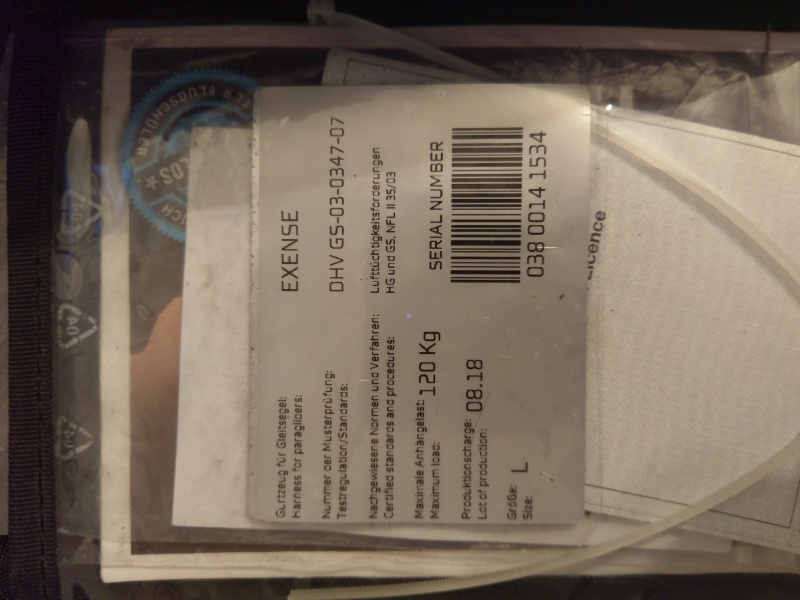 Gurtzeug für Gleitsegel:
Harness for paragliders:
EXENSE
Nummer der Musterprüfung:
Testregulation/Standards:
DHV GS-03-0347-07
Nachgewiesene Normen und Verfahren:
Certified standards and procedures:
Lufttüchtigkeitsforderungen
HG und GS, NFL II 35/03
Maximale Anhängelast:
Maximum load:
120 Kg
SERIAL NUMBER
038 0014 1534
Produktionscharge:
Lot of production:
08.18
Größe:
Size:
L
Licence
FLUGSCHÜLER